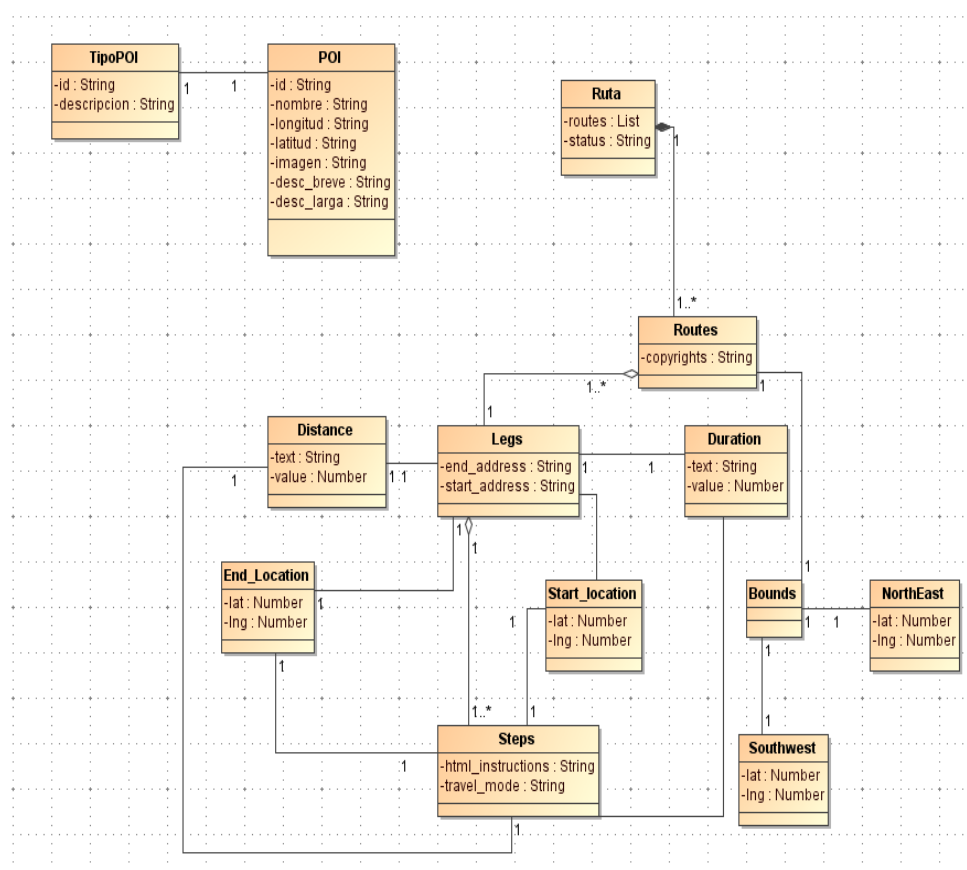 TipoPOI
-id : String
-descripcion : String
1
1
POI
-id : String
-nombre : String
-longitud : String
-latitud : String
-imagen : String
-desc_breve : String
-desc_larga : String
Ruta
-routes : List
-status : String
1
1..*
Routes
-copyrights : String
1..*
1
1
Distance
-text : String
-value : Number
1
1 1
Legs
-end_address : String
-start_address : String
1
1
Duration
-text : String
-value : Number
1
1
End_Location
-lat : Number
-lng : Number
1
1
Start_location
-lat : Number
-lng : Number
1
1
Bounds
1
1
1
NorthEast
-lat : Number
-lng : Number
1
1
Southwest
-lat : Number
-lng : Number
1..*
1
Steps
-html_instructions : String
-travel_mode : String
1
1